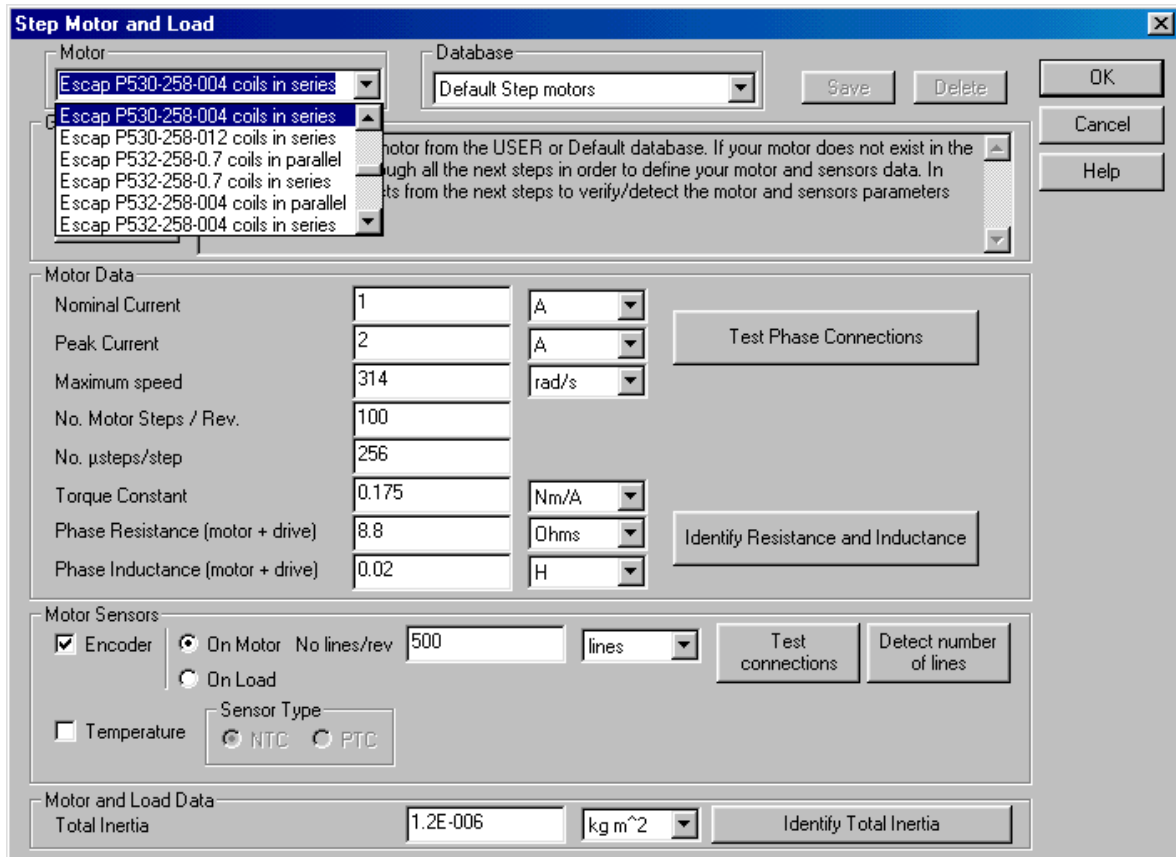 Step Motor and Load
Motor
Escap P530-258-004 coils in series
Escap P530-258-004 coils in series
Escap P530-258-012 coils in series
Escap P532-258-0.7 coils in parallel
Escap P532-258-0.7 coils in series
Escap P532-258-004 coils in parallel
Escap P532-258-004 coils in series
Database
Default Step motors
Save
Delete
OK
Cancel
Help
motor from the USER or Default database. If your motor does not exist in the
ugh all the next steps in order to define your motor and sensors data. In
ts from the next steps to verify/detect the motor and sensors parameters
Motor Data
Nominal Current 1 A
Peak Current 2 A
Test Phase Connections
Maximum speed 314 rad/s
No. Motor Steps / Rev. 100
No. µsteps/step 256
Torque Constant 0.175 Nm/A
Phase Resistance (motor + drive) 8.8 Ohms
Identify Resistance and Inductance
Phase Inductance (motor + drive) 0.02 H
Motor Sensors
Encoder On Motor No lines/rev 500 lines
Test
connections
Detect number
of lines
On Load
Temperature
Sensor Type
NTC PTC
Motor and Load Data
Total Inertia 1.2E-006 kg m^2 Identify Total Inertia